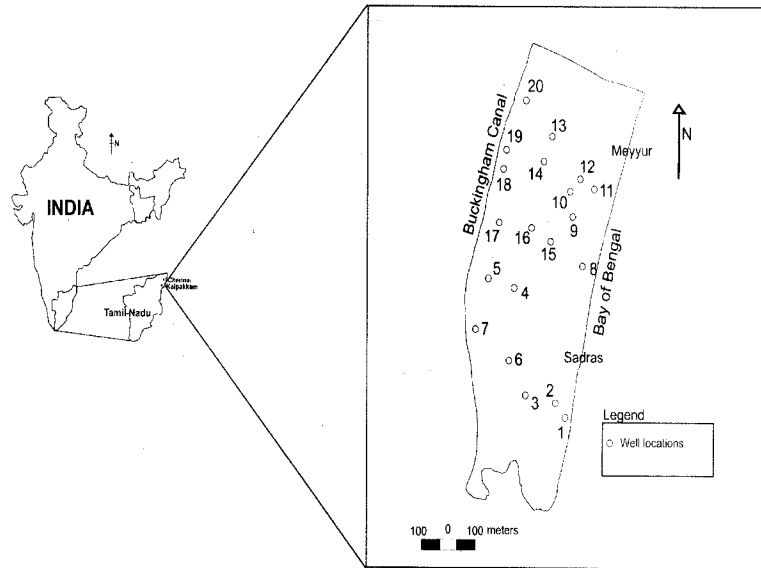 N
INDIA
Chennai
Kalpakkam
Tamil-Nadu
20
Buckingham Canal
19
13
Meyyur
N
18
14
12
10
11
17
16
9
15
5
8
Bay of Bengal
4
7
6
Sadras
3
2
1
Legend
Well locations
100 0 100 meters